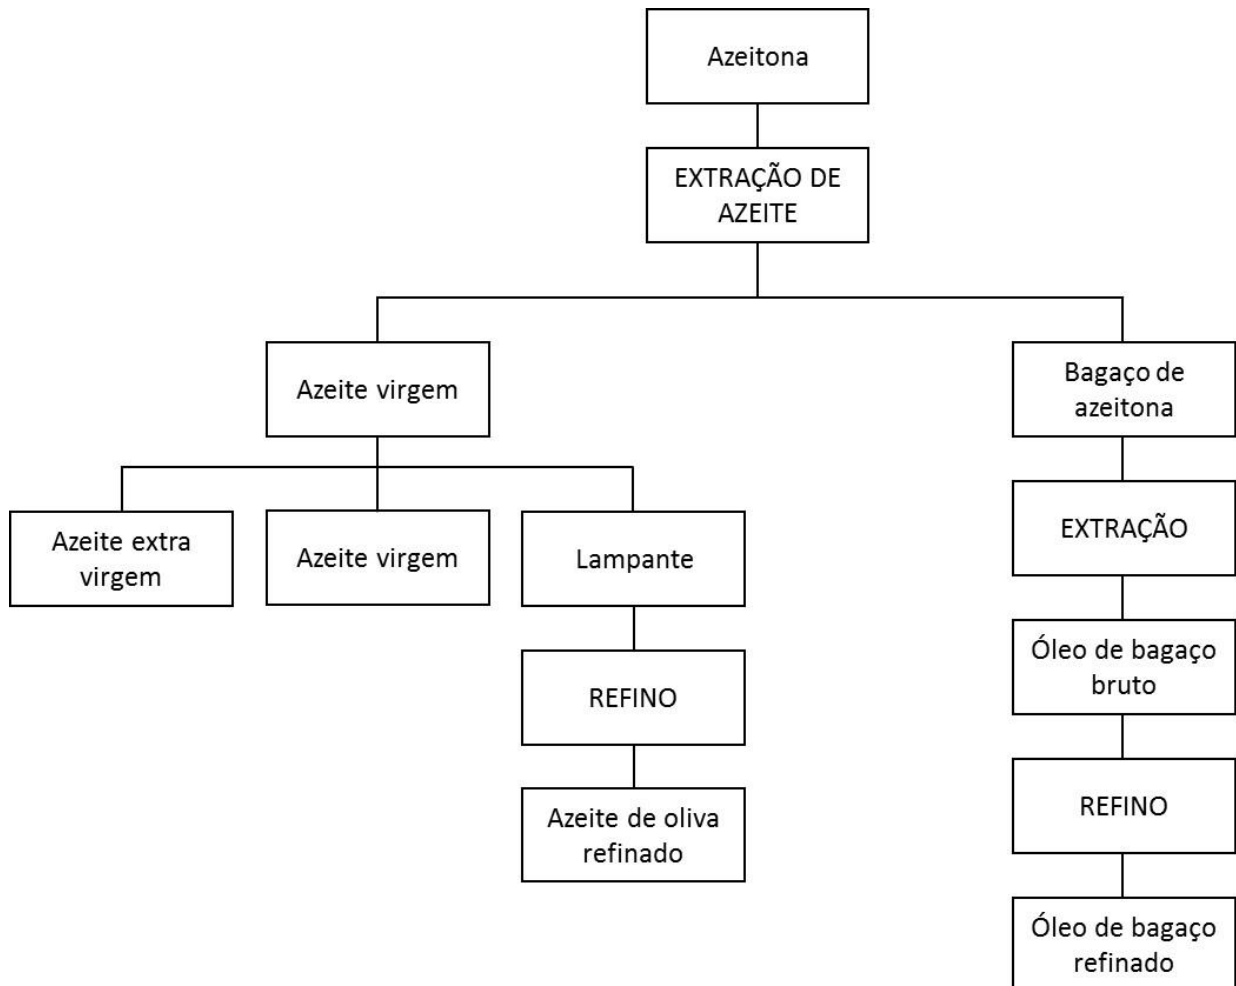 Azeitona
EXTRAÇÃO DE
AZEITE
Azeite virgem
Bagaço de
azeitona
Azeite extra
virgem
Azeite virgem
Lampante
EXTRAÇÃO
REFINO
Óleo de bagaço
bruto
Azeite de oliva
refinado
REFINO
Óleo de bagaço
refinado